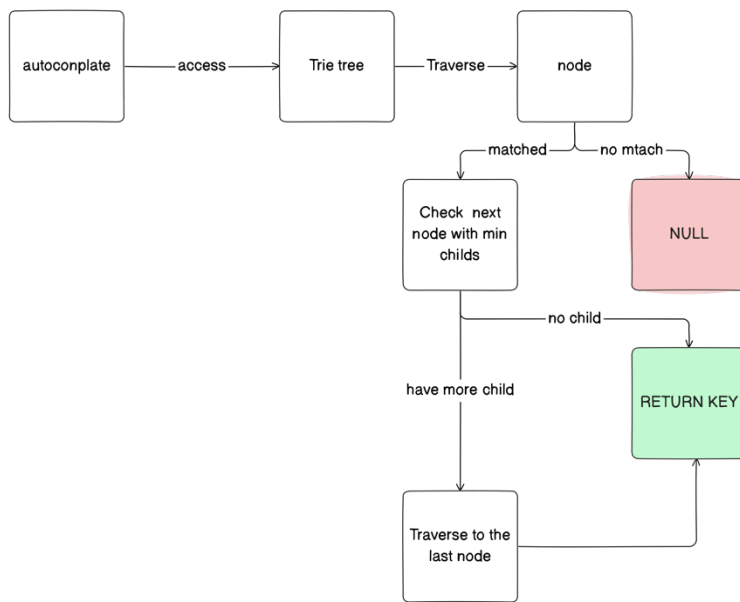 autoconplate
access
Trie tree
Traverse
node
matched
no mtach
Check next
node with min
childs
NULL
no child
have more child
RETURN KEY
Traverse to the
last node